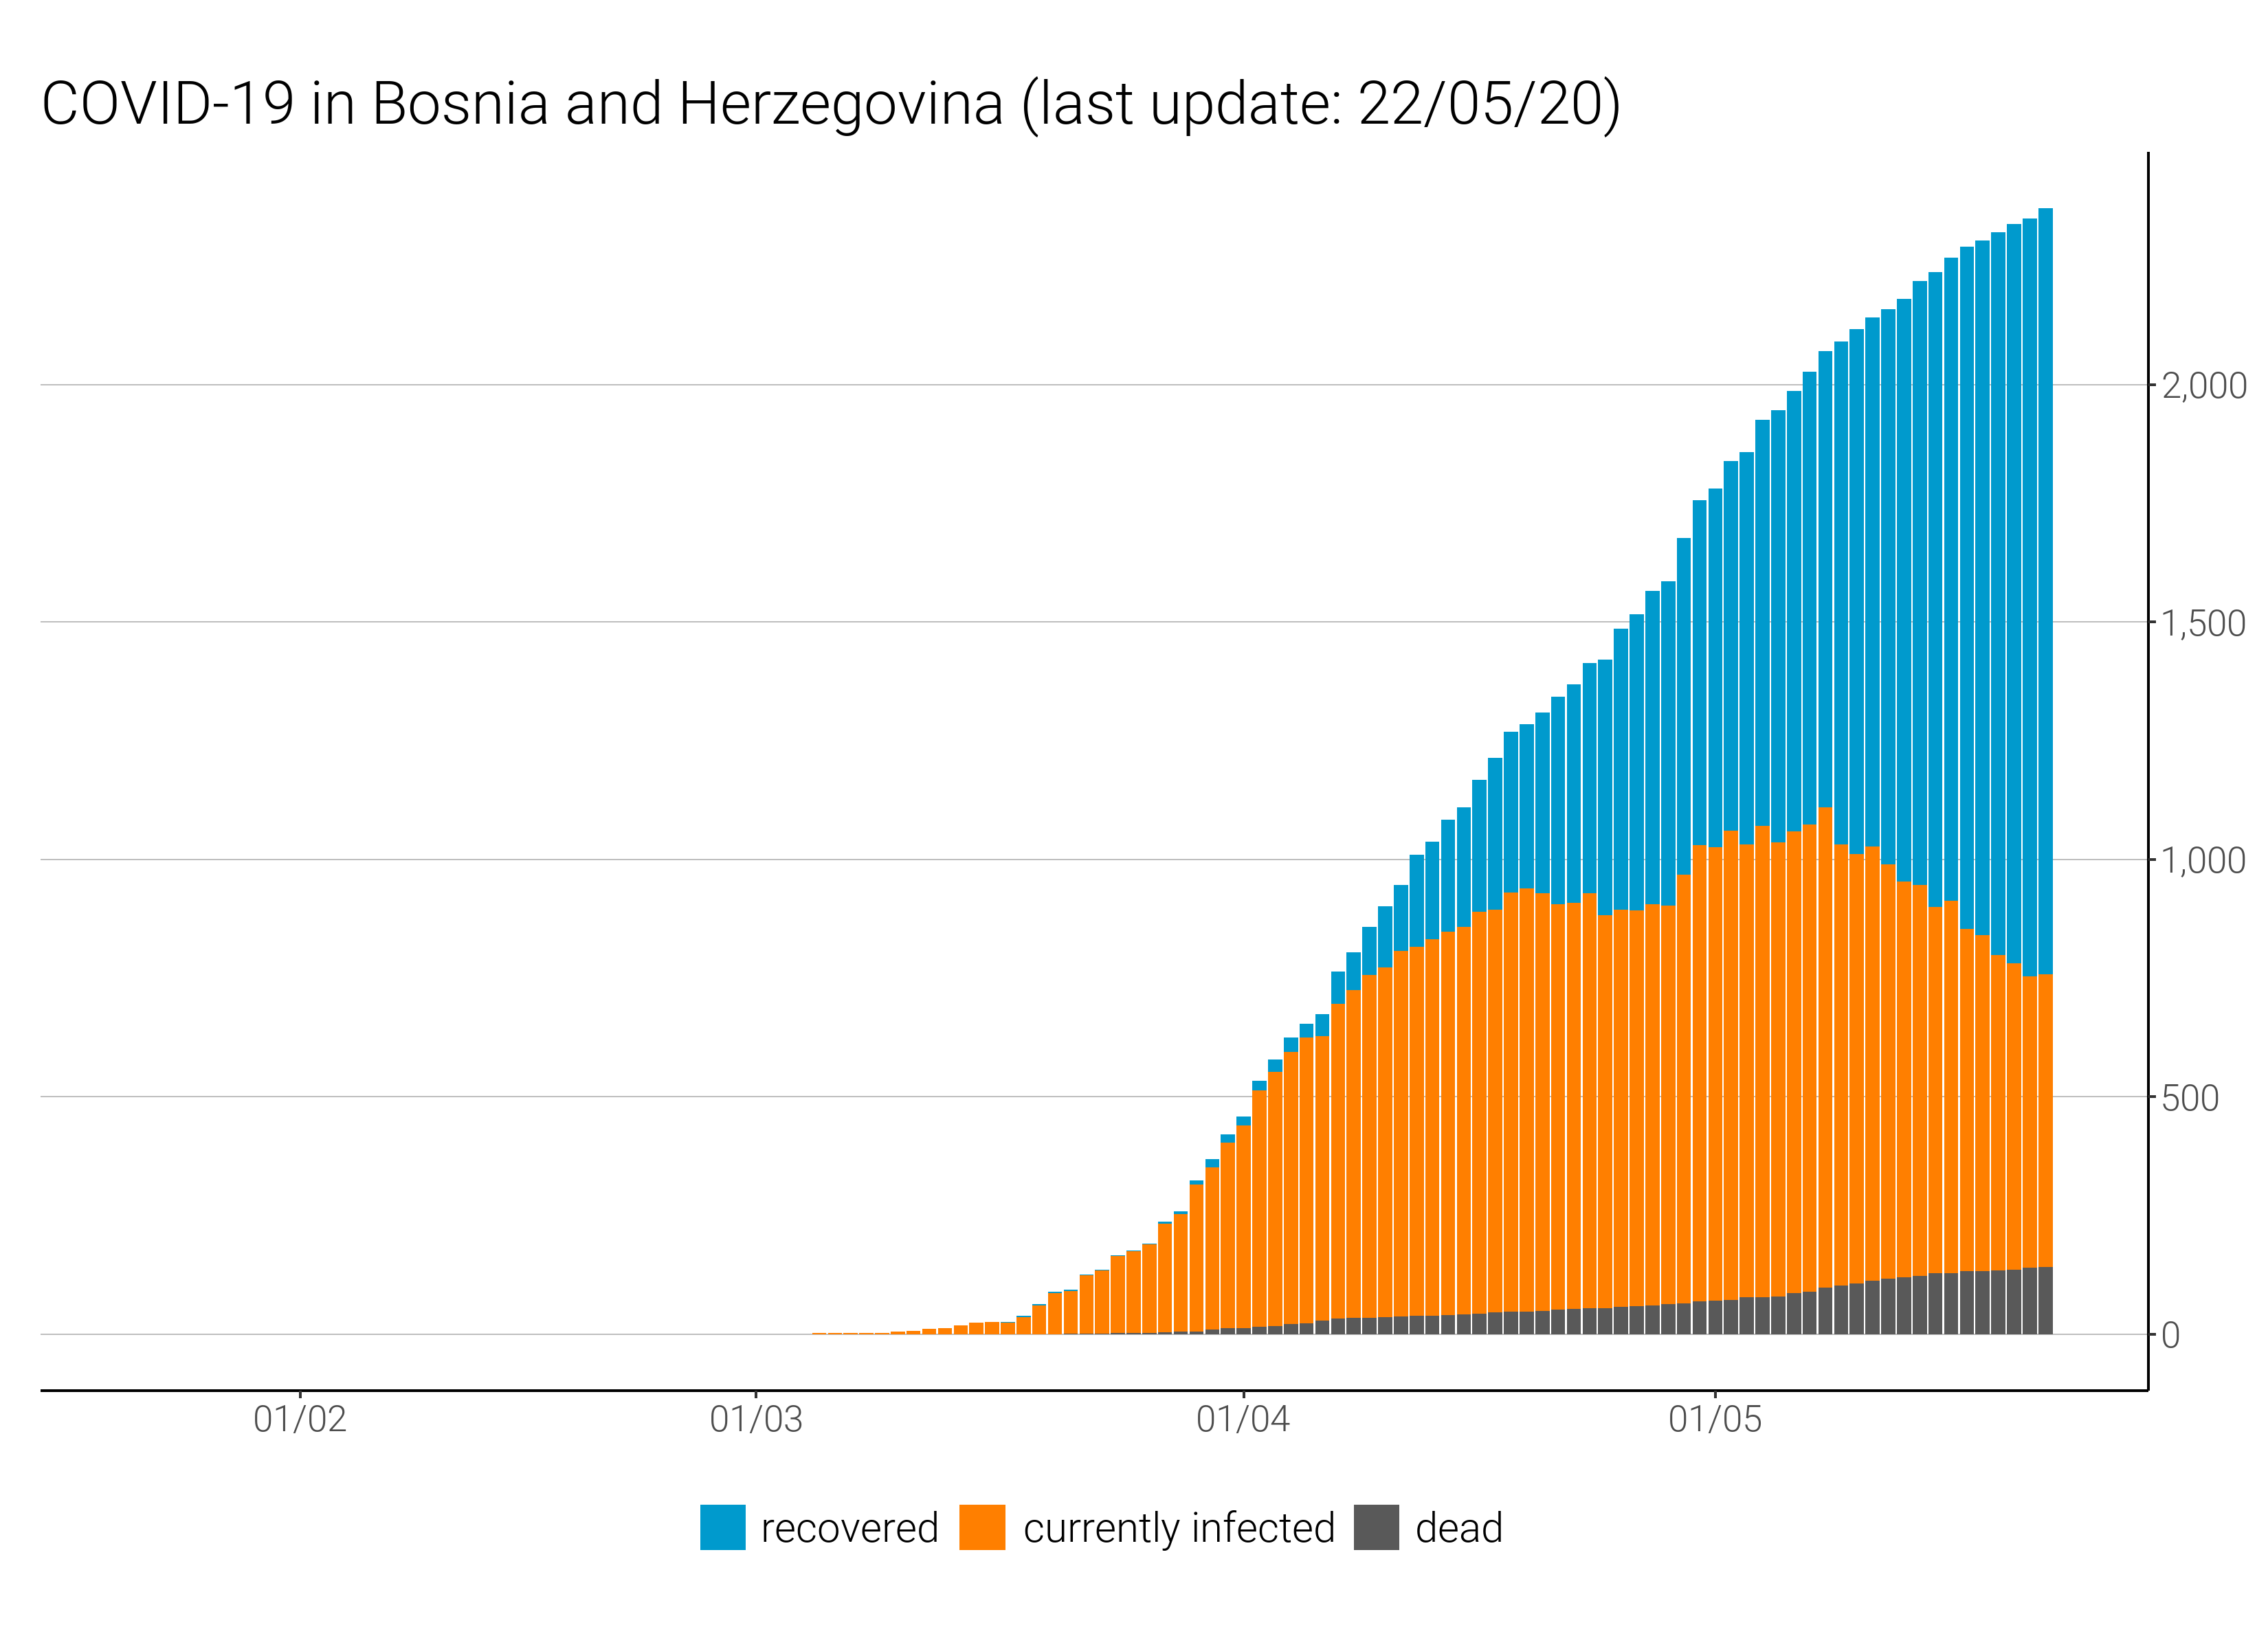 COVID-19 in Bosnia and Herzegovina (last update: 22/05/20)
2,000
1,500
1,000
500
0
01/02 01/03 01/04 01/05
recovered currently infected dead